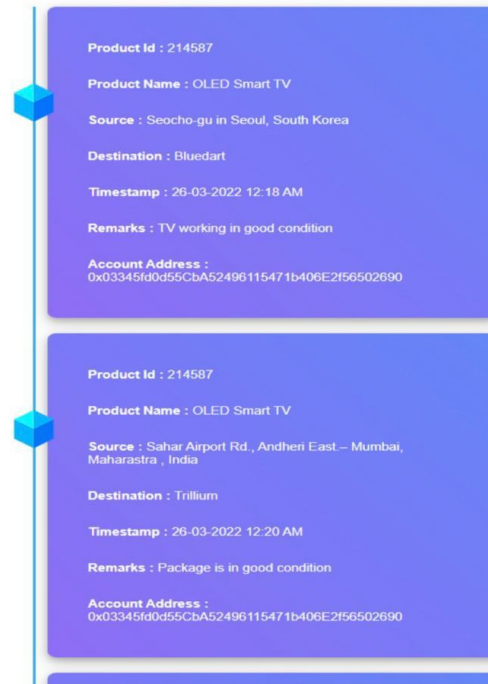 Product Id : 214587
Product Name : OLED Smart TV
Source : Seocho-gu in Seoul, South Korea
Destination : Bluedart
Timestamp : 26-03-2022 12:18 AM
Remarks : TV working in good condition
Account Address :
0x03345fd0d55CbA52496115471b406E2f56502690
Product Id : 214587
Product Name : OLED Smart TV
Source : Sahar Airport Rd., Andheri East.– Mumbai,
Maharastra , India
Destination : Trillium
Timestamp : 26-03-2022 12:20 AM
Remarks : Package is in good condition
Account Address :
0x03345fd0d55CbA52496115471b406E2f56502690